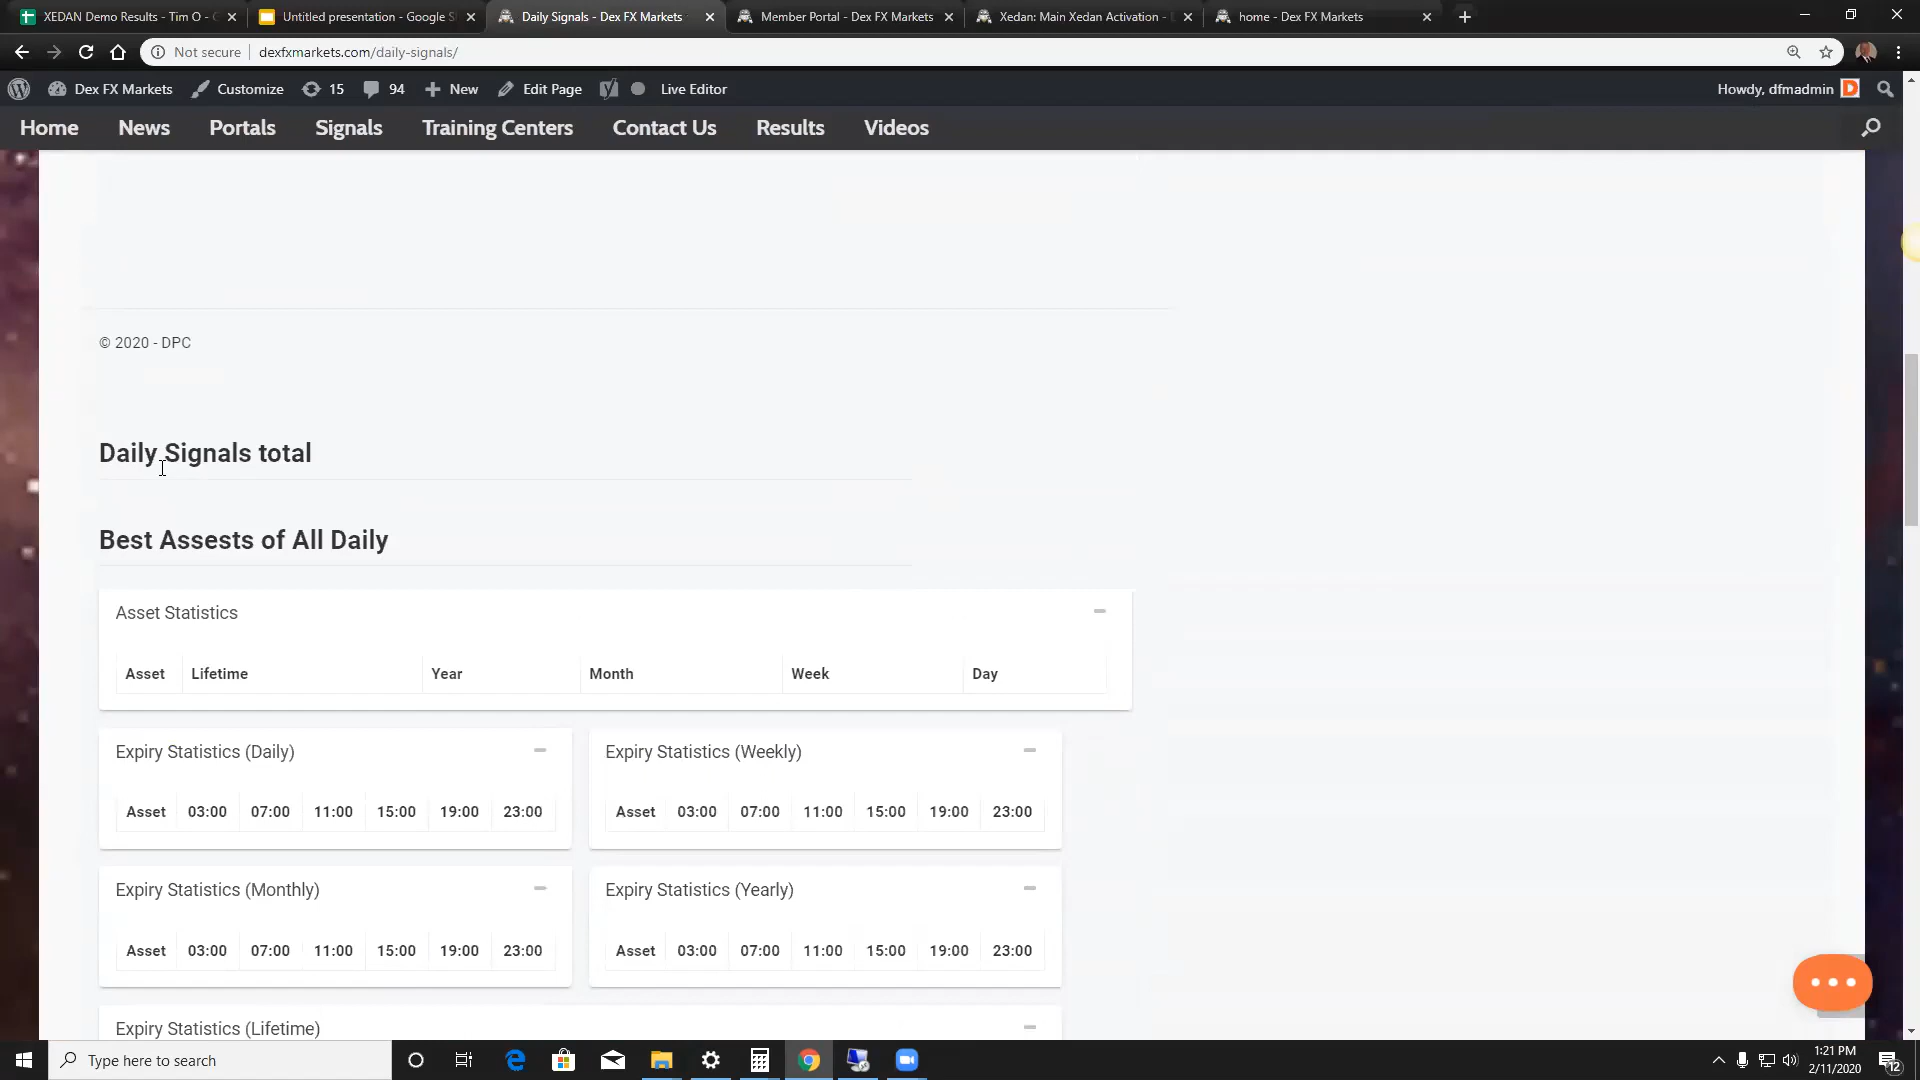 XEDAN Demo Results - Tim O -
Untitled presentation - Google S
Daily Signals - Dex FX Markets
Member Portal - Dex FX Markets
Xedan: Main Xedan Activation -
home - Dex FX Markets
Not secure
dexfxmarkets.com/daily-signals/
Dex FX Markets
Customize
15
94
New
Edit Page
Live Editor
Howdy, dfmadmin
Home
News
Portals
Signals
Training Centers
Contact Us
Results
Videos
© 2020 - DPC
Daily Signals total
Best Assests of All Daily
Asset Statistics
Asset Lifetime Year Month Week Day
Expiry Statistics (Daily)
Asset 03:00 07:00 11:00 15:00 19:00 23:00
Expiry Statistics (Weekly)
Asset 03:00 07:00 11:00 15:00 19:00 23:00
Expiry Statistics (Monthly)
Asset 03:00 07:00 11:00 15:00 19:00 23:00
Expiry Statistics (Yearly)
Asset 03:00 07:00 11:00 15:00 19:00 23:00
Expiry Statistics (Lifetime)
Type here to search
1:21 PM
2/11/2020
12